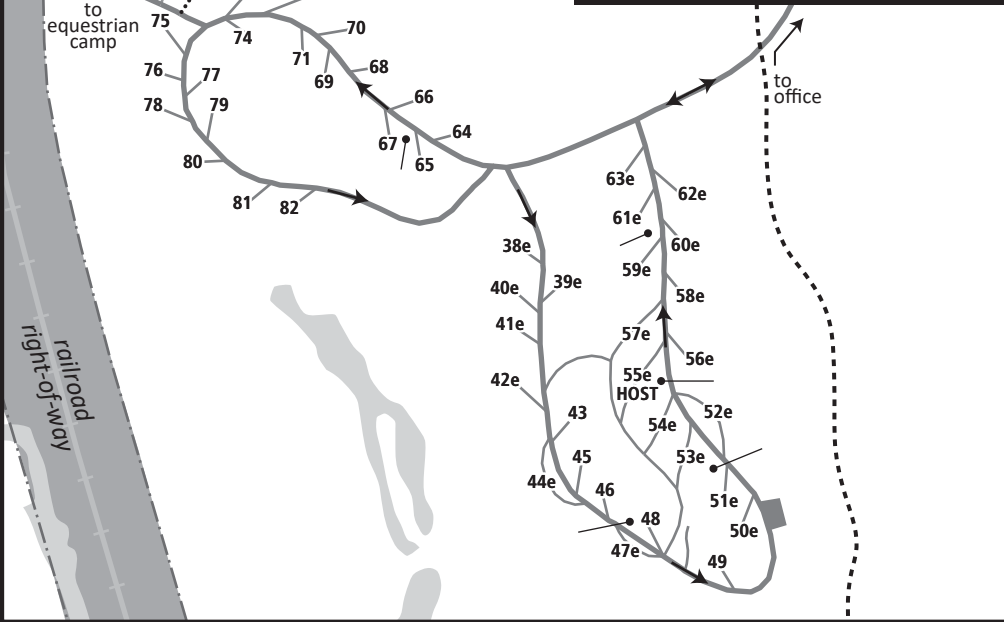 to
equestrian
camp
75
74
70
71
69
68
76
77
66
78
79
67
64
65
80
81
82
to
office
63e
62e
61e
60e
59e
58e
38e
39e
40e
41e
57e
56e
42e
55e
HOST
52e
43
54e
45
53e
44e
46
51e
48
50e
47e
49
railroad
right-of-way